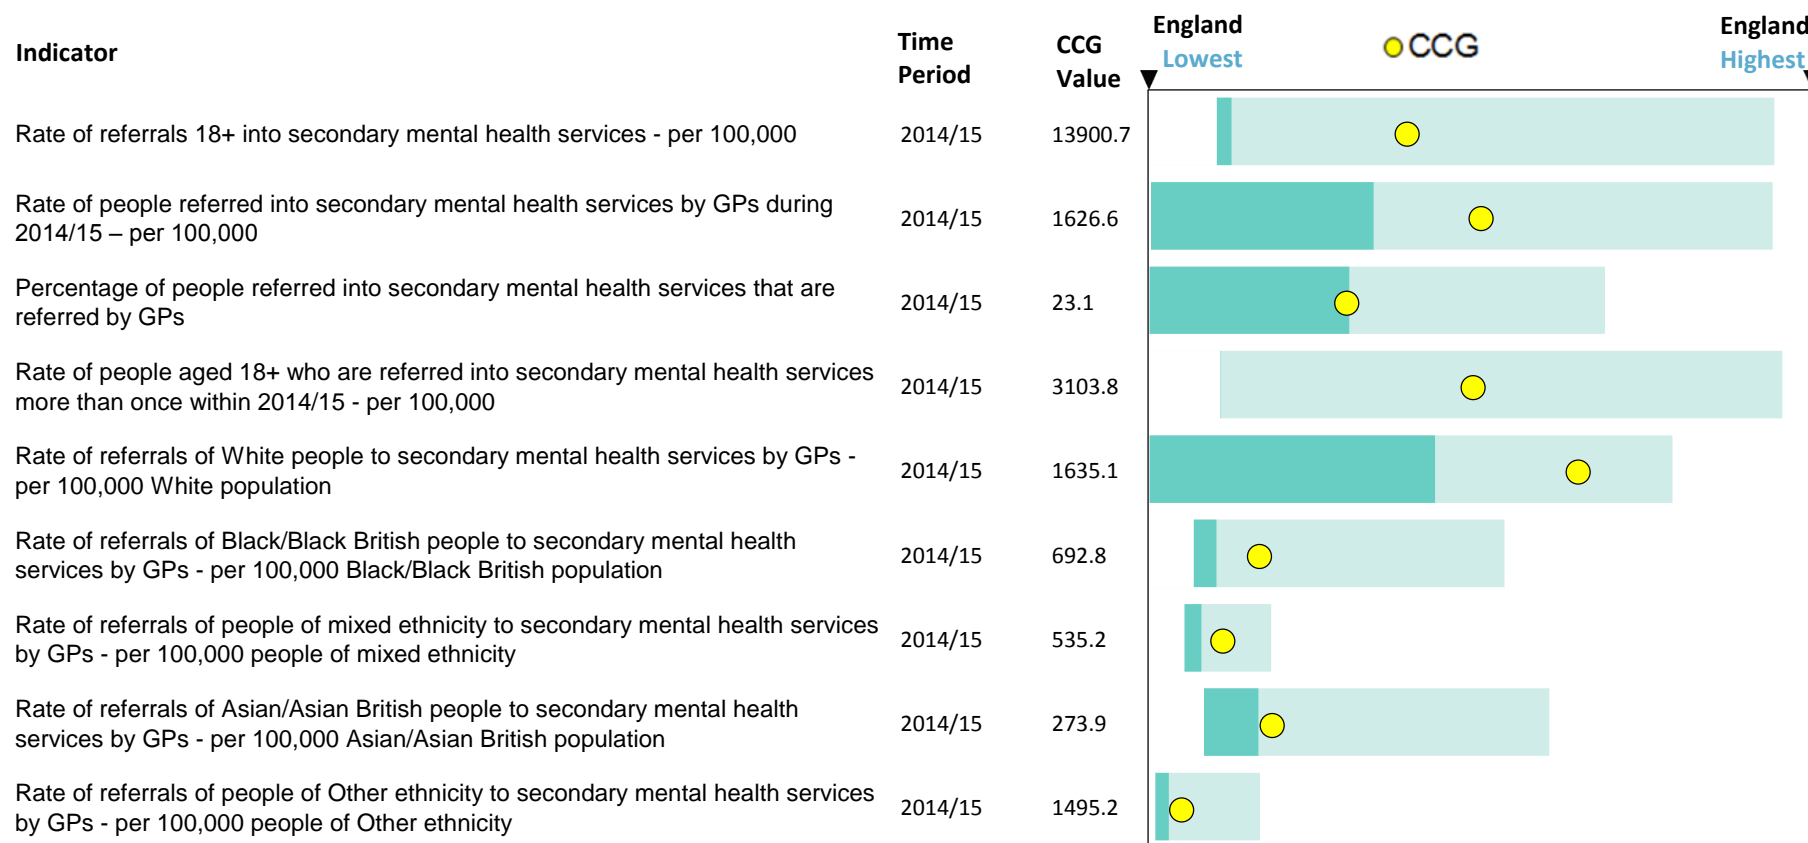 Indicator
Time
Period
CCG
Value
England
Lowest
CCG
England
Highest
Rate of referrals 18+ into secondary mental health services - per 100,000
2014/15
13900.7
Rate of people referred into secondary mental health services by GPs during
2014/15 – per 100,000
2014/15
1626.6
Percentage of people referred into secondary mental health services that are
referred by GPs
2014/15
23.1
Rate of people aged 18+ who are referred into secondary mental health services
more than once within 2014/15 - per 100,000
2014/15
3103.8
Rate of referrals of White people to secondary mental health services by GPs -
per 100,000 White population
2014/15
1635.1
Rate of referrals of Black/Black British people to secondary mental health
services by GPs - per 100,000 Black/Black British population
2014/15
692.8
Rate of referrals of people of mixed ethnicity to secondary mental health services
by GPs - per 100,000 people of mixed ethnicity
2014/15
535.2
Rate of referrals of Asian/Asian British people to secondary mental health
services by GPs - per 100,000 Asian/Asian British population
2014/15
273.9
Rate of referrals of people of Other ethnicity to secondary mental health services
by GPs - per 100,000 people of Other ethnicity
2014/15
1495.2